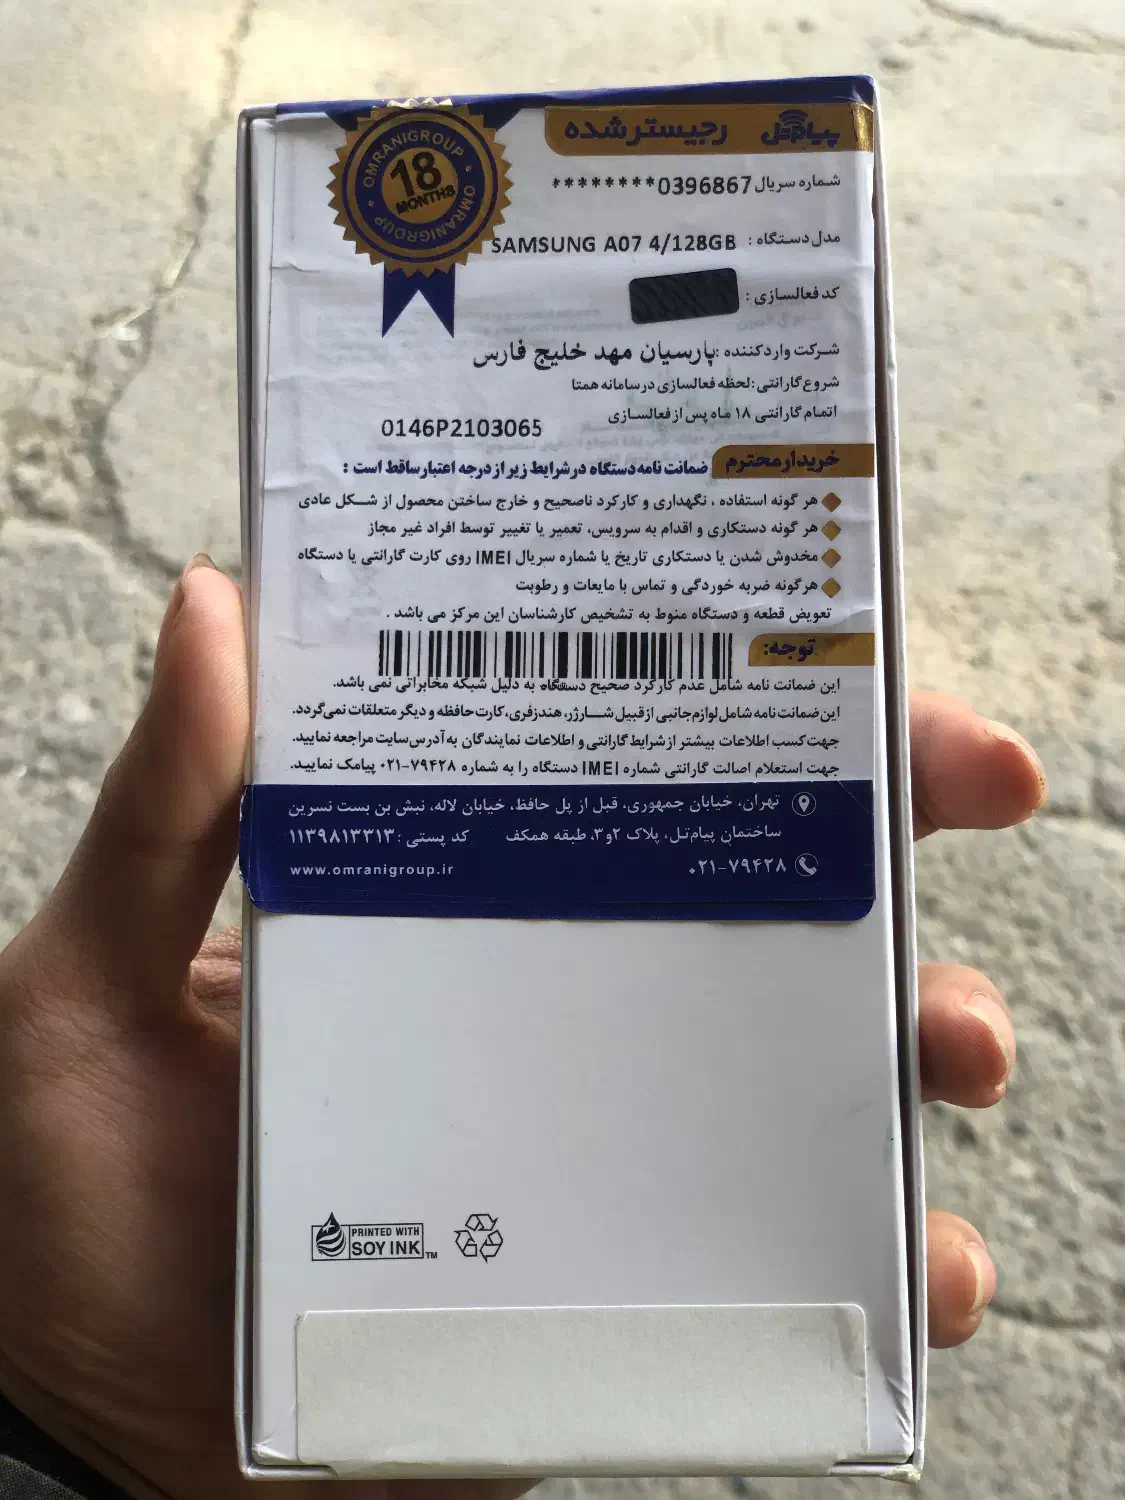 پیام‌تل رجیستر شده
OMRANIGROUP • OMRANIGROUP •
18
MONTHS
شماره سریال 0396867********
مدل دستگاه : SAMSUNG A07 4/128GB
کد فعالسازی :
شرکت وارد کننده : پارسیان مهد خلیج فارس
شروع گارانتی: لحظه فعالسازی در سامانه همتا
اتمام گارانتی ۱۸ ماه پس از فعالسازی
0146P2103065
خریدار محترم ضمانت نامه دستگاه در شرایط زیر از درجه اعتبار ساقط است :
هر گونه استفاده ، نگهداری و کارکرد ناصحیح و خارج ساختن محصول از شکل عادی
هر گونه دستکاری و اقدام به سرویس، تعمیر یا تغییر توسط افراد غیر مجاز
مخدوش شدن یا دستکاری تاریخ یا شماره سریال IMEI روی کارت گارانتی یا دستگاه
هرگونه ضربه خوردگی و تماس با مایعات و رطوبت
تعویض قطعه و دستگاه منوط به تشخیص کارشناسان این مرکز می باشد .
توجه:
این ضمانت نامه شامل عدم کارکرد صحیح دستگاه به دلیل شبکه مخابراتی نمی باشد.
این ضمانت نامه شامل لوازم جانبی از قبیل شارژر، هندزفری، کارت حافظه و دیگر متعلقات نمی گردد.
جهت کسب اطلاعات بیشتر از شرایط گارانتی و اطلاعات نمایندگان به آدرس سایت مراجعه نمایید.
جهت استعلام اصالت گارانتی شماره IMEI دستگاه را به شماره ۷۹۴۲۸-۰۲۱ پیامک نمایید.
تهران، خیابان جمهوری، قبل از پل حافظ، خیابان لاله، نبش بن بست نسرین
ساختمان پیام‌تل، پلاک ۲و۳، طبقه همکف کد پستی : ۱۱۳۹۸۱۳۳۱۳
۰۲۱-۷۹۴۲۸
www.omranigroup.ir
PRINTED WITH
SOY INK™